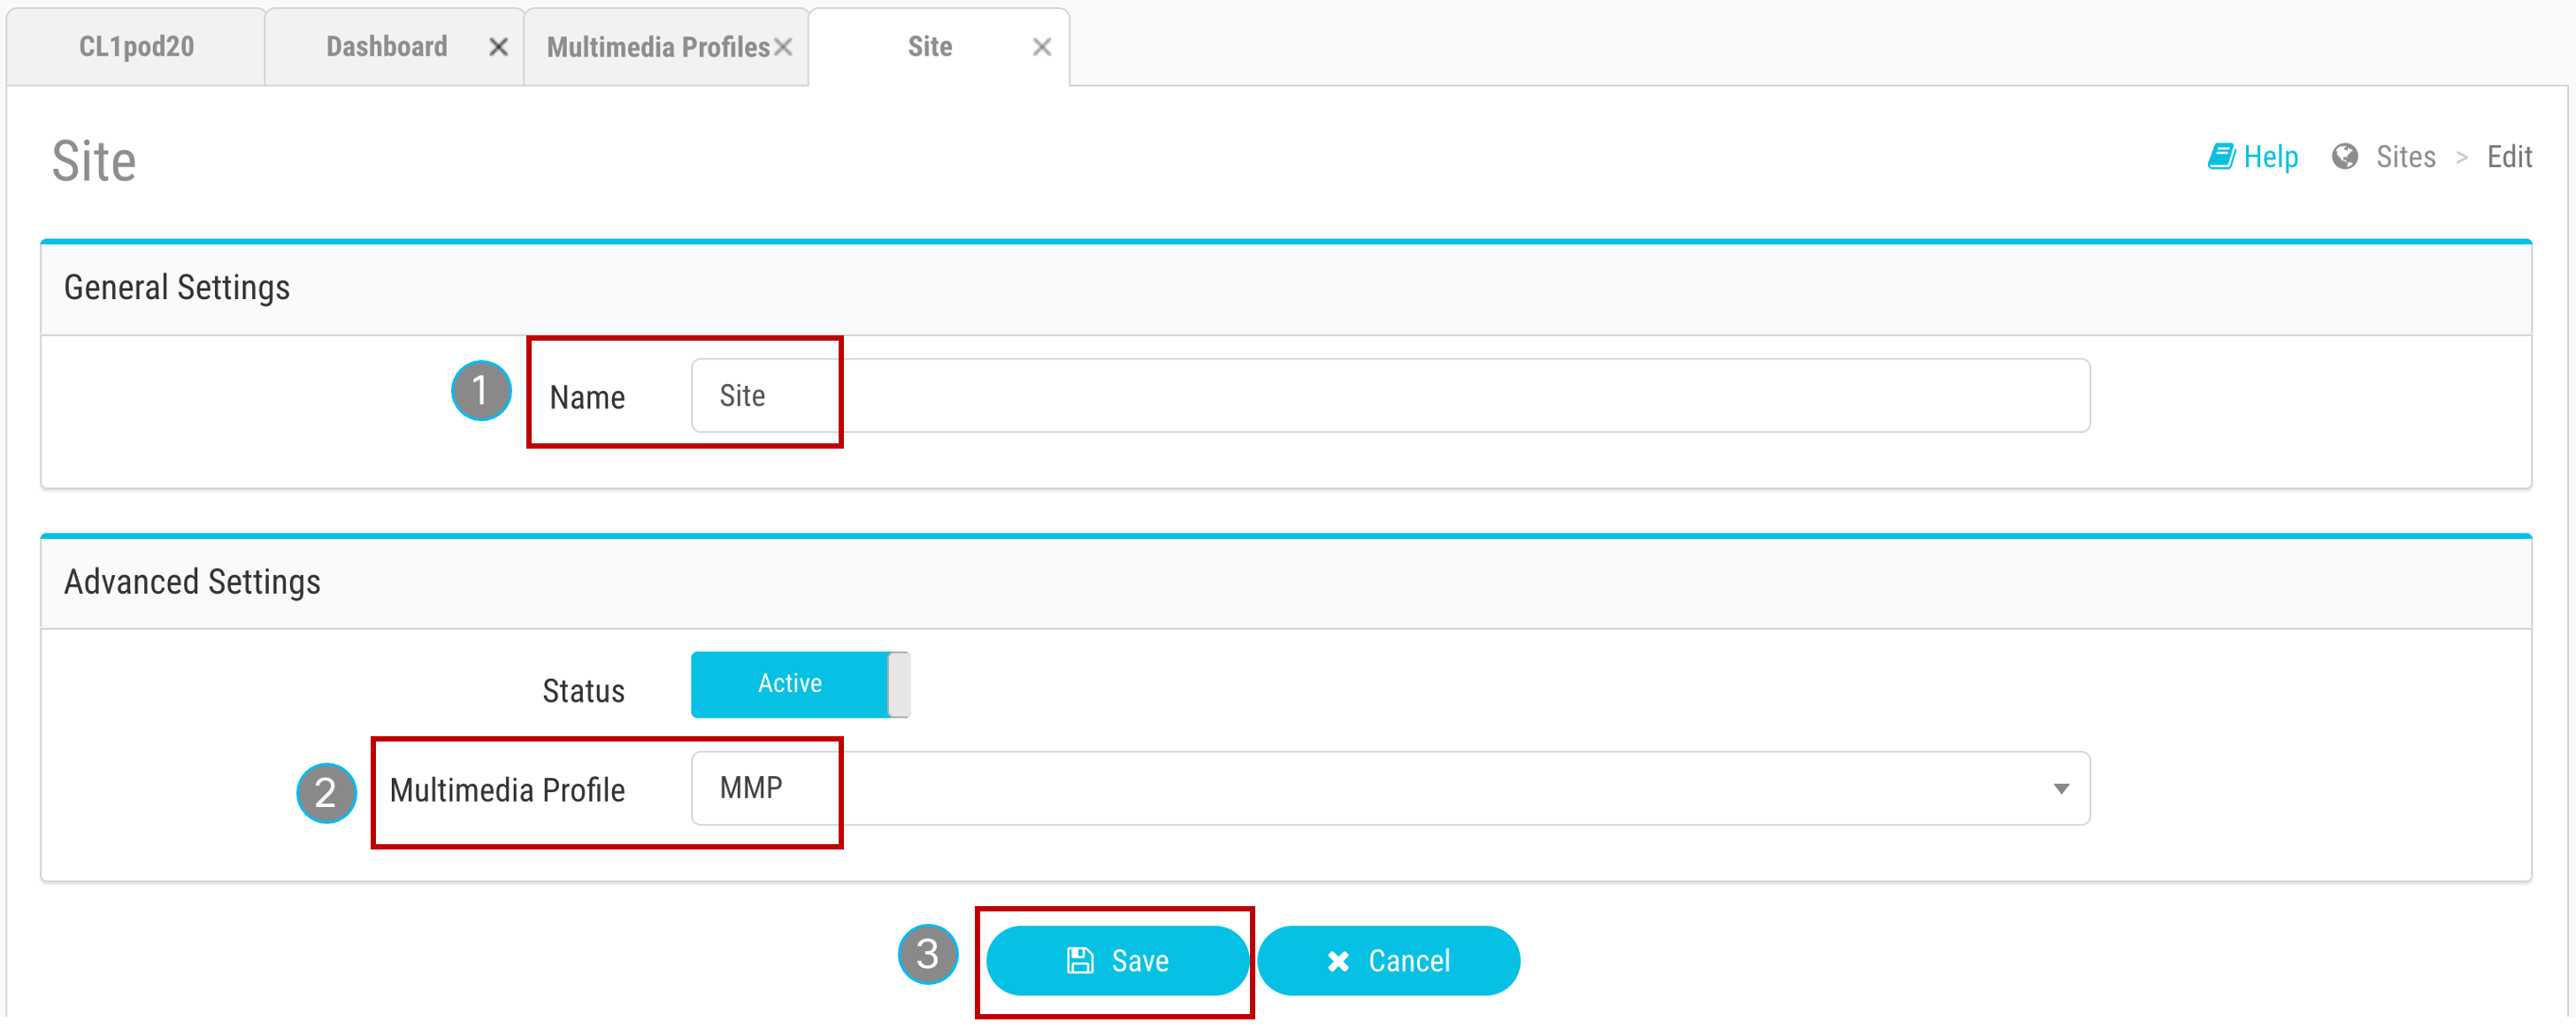 CL1pod20 Dashboard Multimedia Profiles Site
Site
Help Sites > Edit
General Settings
1 Name Site
Advanced Settings
Status Active
2 Multimedia Profile MMP
3 Save Cancel